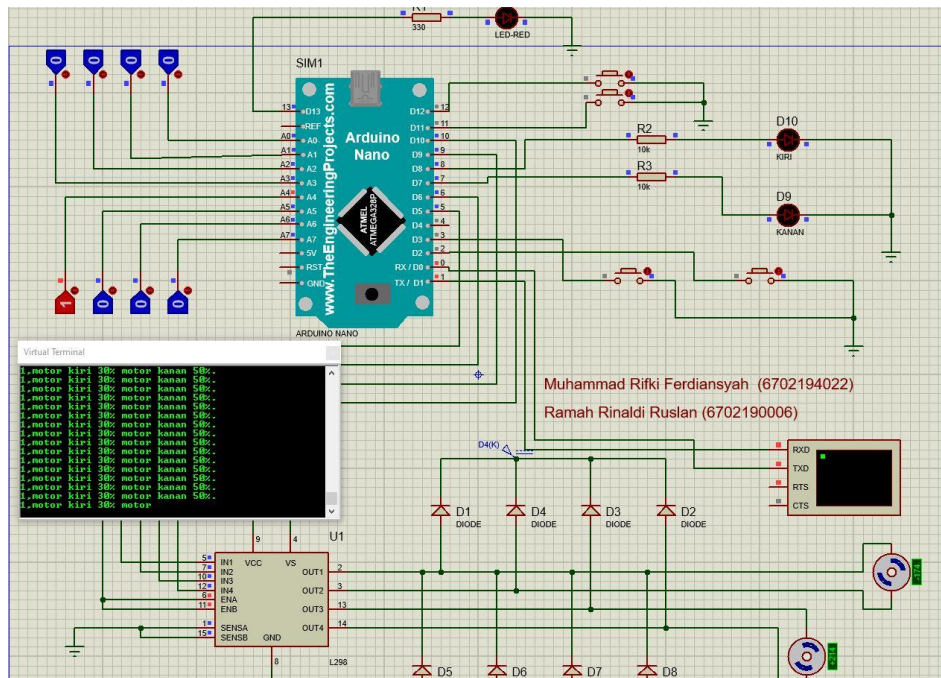 R1
330
LED-RED
0 0 0 0
SIM1
www.TheEngineeringProjects.com
Arduino
Nano
ATMEL
ATMEGA328P
13 D13
REF
A0 A0
A1 A1
A2 A2
A3 A3
A4 A4
A5 A5
A6 A6
A7 A7
5V
RST
GND
D12 12
D11 11
D10 10
D9 9
D8 8
D7 7
D6 6
D5 5
D4 4
D3 3
D2 2
RX / D0 0
TX / D1 1
ARDUINO NANO
R2
10k
R3
10k
D10
KIRI
D9
KANAN
1 0 0 0
Virtual Terminal
1,motor kiri 30% motor kanan 50%.
1,motor kiri 30% motor kanan 50%.
1,motor kiri 30% motor kanan 50%.
1,motor kiri 30% motor kanan 50%.
1,motor kiri 30% motor kanan 50%.
1,motor kiri 30% motor kanan 50%.
1,motor kiri 30% motor kanan 50%.
1,motor kiri 30% motor kanan 50%.
1,motor kiri 30% motor kanan 50%.
1,motor kiri 30% motor kanan 50%.
1,motor kiri 30% motor kanan 50%.
1,motor kiri 30% motor kanan 50%.
1,motor kiri 30% motor kanan 50%.
1,motor kiri 30% motor kanan 50%.
1,motor kiri 30% motor
Muhammad Rifki Ferdiansyah (6702194022)
Ramah Rinaldi Ruslan (6702190006)
D4(K)
RXD
TXD
RTS
CTS
D1
DIODE
D4
DIODE
D3
DIODE
D2
DIODE
U1
9 4
VCC VS
5 IN1
7 IN2
10 IN3
12 IN4
6 ENA
11 ENB
1 SENSA
15 SENSB
OUT1 2
OUT2 3
OUT3 13
OUT4 14
GND
8
L298
-174
+214
D5
D6
D7
D8